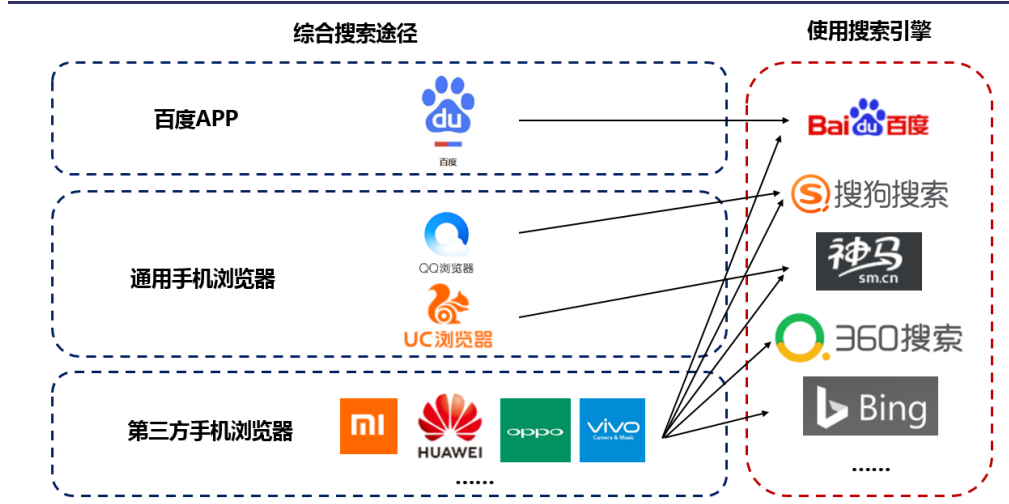 综合搜索途径
使用搜索引擎
百度APP
du
百度
Bai du 百度
S 搜狗搜索
通用手机浏览器
QQ浏览器
UC浏览器
神马
sm.cn
360搜索
Bing
第三方手机浏览器
mi
HUAWEI
oppo
vivo
Camera & Music
......
......